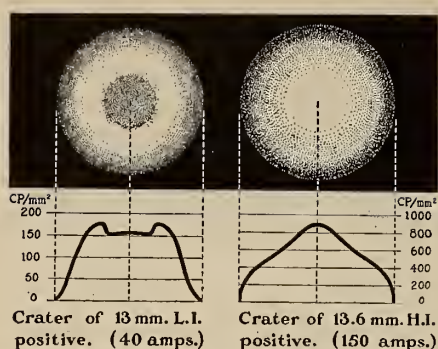 CP/mm²
200
150
100
50
0
CP/mm²
1000
800
600
400
200
0
Crater of 13 mm. L.I.
positive. (40 amps.)
Crater of 13.6 mm. H.I.
positive. (150 amps.)